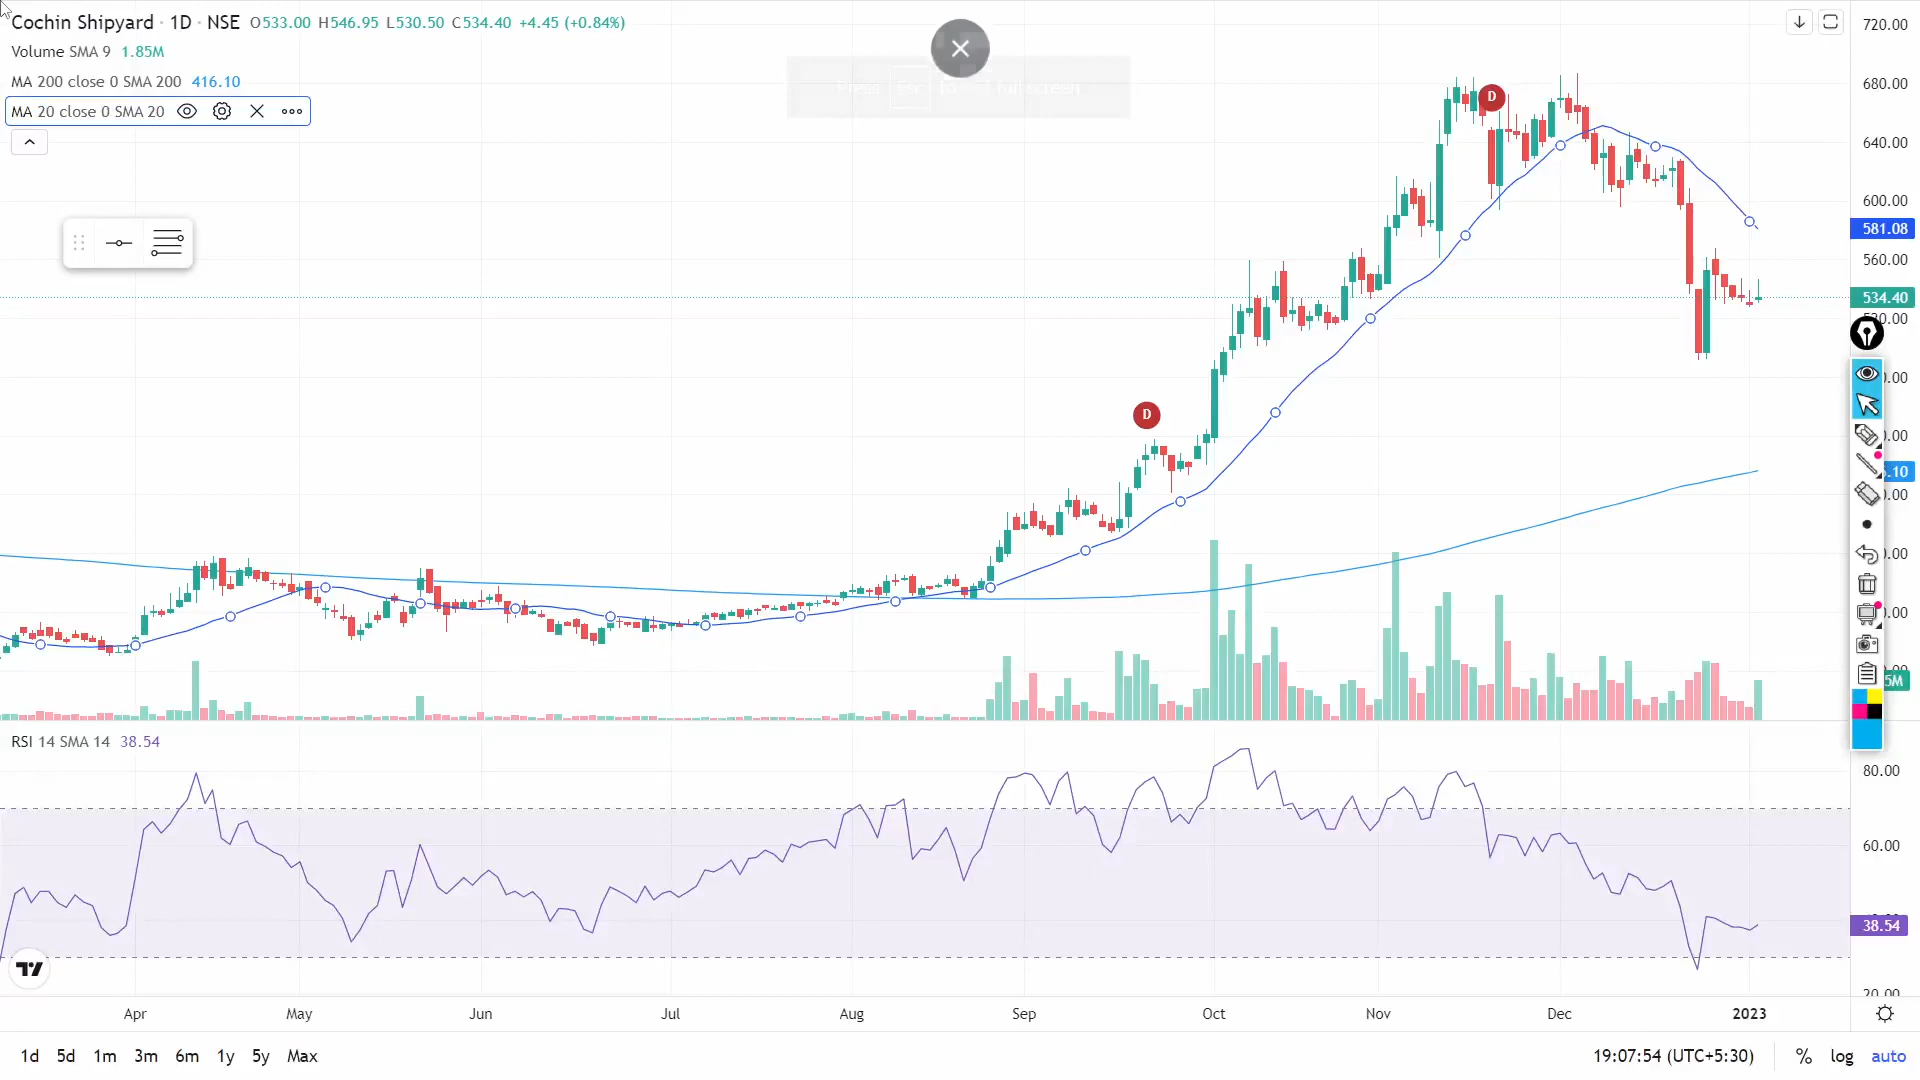 Cochin Shipyard · 1D · NSE O533.00 H546.95 L530.50 C534.40 +4.45 (+0.84%)
Volume SMA 9 1.85M
MA 200 close 0 SMA 200 416.10
MA 20 close 0 SMA 20
D
D
720.00
680.00
640.00
600.00
581.08
560.00
534.40
RSI 14 SMA 14 38.54
80.00
60.00
38.54
20.00
Apr May Jun Jul Aug Sep Oct Nov Dec 2023
1d 5d 1m 3m 6m 1y 5y Max
19:07:54 (UTC+5:30) % log auto